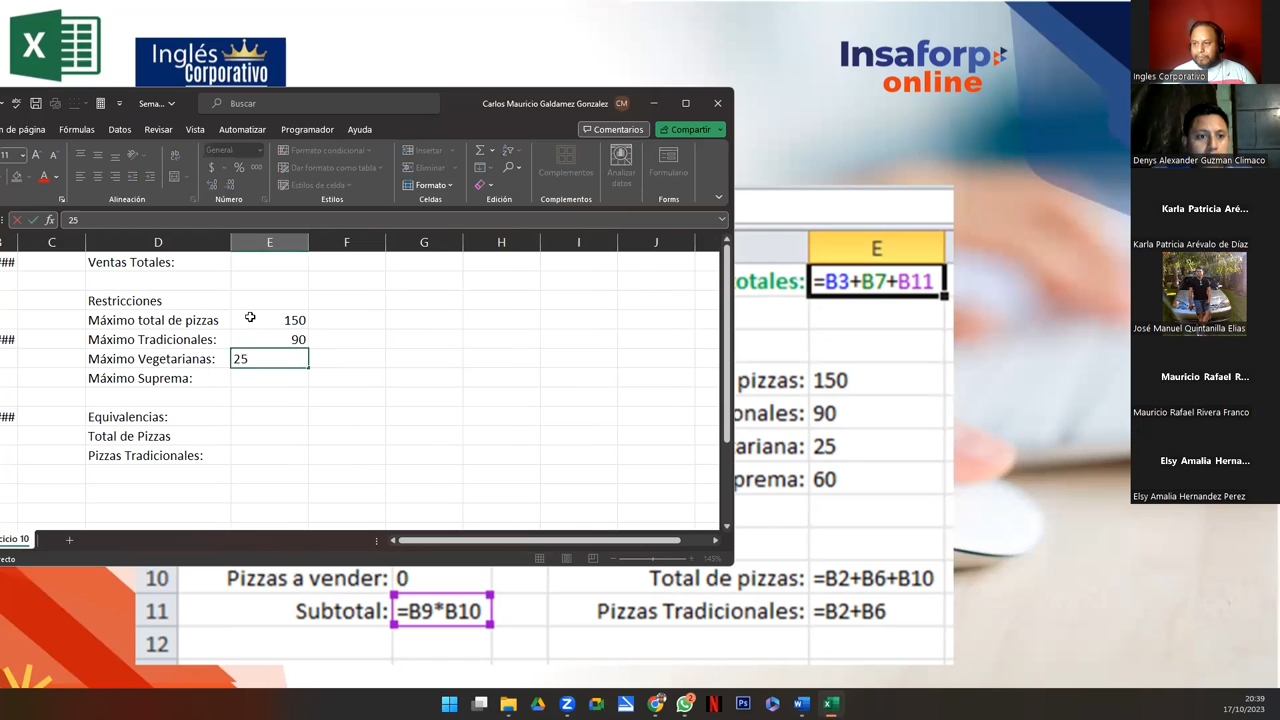 X
Inglés
Corporativo
Insaforp
online
Sema...
Buscar
Carlos Mauricio Galdamez Gonzalez
CM
n de página
Fórmulas
Datos
Revisar
Vista
Automatizar
Programador
Ayuda
Comentarios
Compartir
11
General
Formato condicional
Dar formato como tabla
Estilos de celda
Insertar
Eliminar
Formato
Complementos
Analizar
datos
Formulario
Alineación
Número
Estilos
Celdas
Edición
Complementos
Forms
25
C
D
E
F
G
H
I
J
###
Ventas Totales:
Restricciones
Máximo total de pizzas
150
###
Máximo Tradicionales:
90
Máximo Vegetarianas:
25
Máximo Suprema:
###
Equivalencias:
Total de Pizzas
Pizzas Tradicionales:
cicio 10
145%
E
otales:
=B3+B7+B11
pizzas:
150
onales:
90
ariana:
25
prema:
60
10
Pizzas a vender:
0
Total de pizzas:
=B2+B6+B10
11
Subtotal:
=B9*B10
Pizzas Tradicionales:
=B2+B6
12
Ingles Corporativo
Denys Alexander Guzman Climaco
Karla Patricia Aré...
Karla Patricia Arévalo de Díaz
José Manuel Quintanilla Elias
Mauricio Rafael R...
Mauricio Rafael Rivera Franco
Elsy Amalia Herna...
Elsy Amalia Hernandez Perez
20:39
17/10/2023